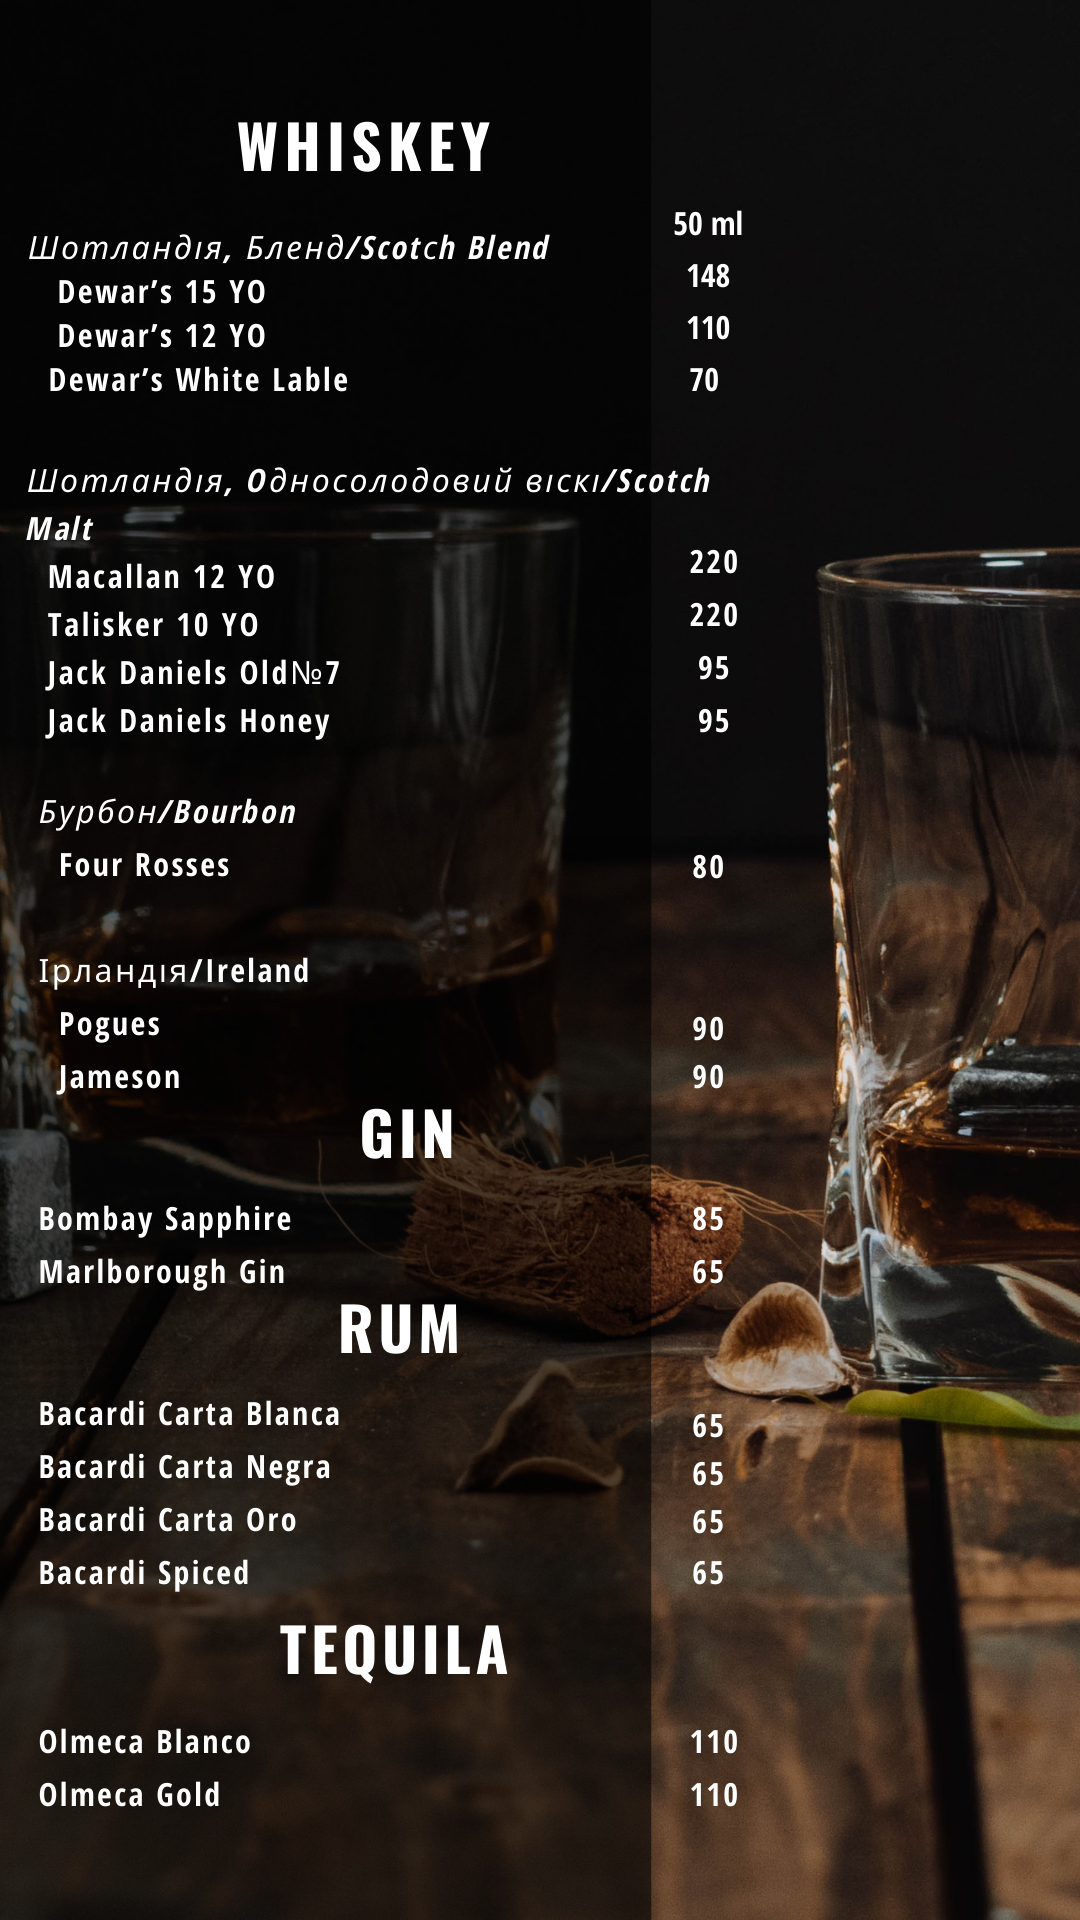 WHISKEY
50 ml
Шотландія, Бленд/Scotch Blend
Dewar’s 15 YO 148
Dewar’s 12 YO 110
Dewar’s White Lable 70
Шотландія, Односолодовий віскі/Scotch
Malt
Macallan 12 YO 220
Talisker 10 YO 220
Jack Daniels Old№7 95
Jack Daniels Honey 95
Бурбон/Bourbon
Four Rosses 80
Ірландія/Ireland
Pogues 90
Jameson 90
GIN
Bombay Sapphire 85
Marlborough Gin 65
RUM
Bacardi Carta Blanca 65
Bacardi Carta Negra 65
Bacardi Carta Oro 65
Bacardi Spiced 65
TEQUILA
Olmeca Blanco 110
Olmeca Gold 110